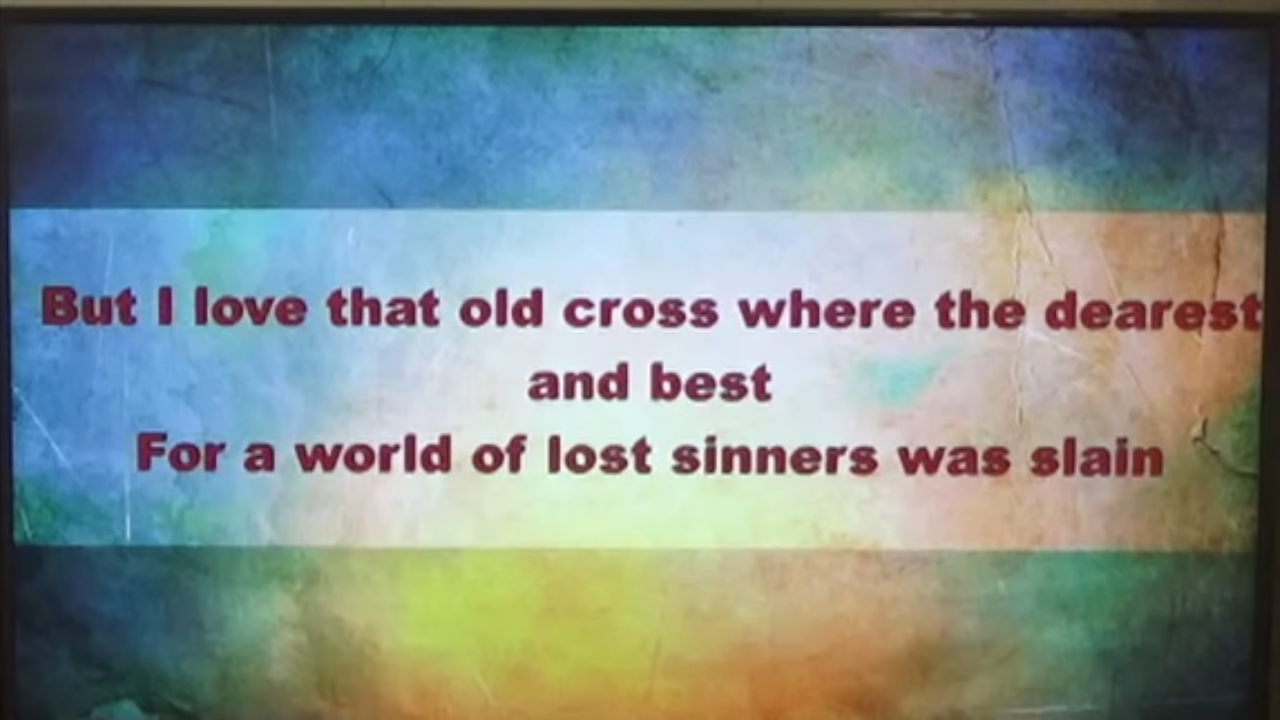 But I love that old cross where the dearest
and best
For a world of lost sinners was slain